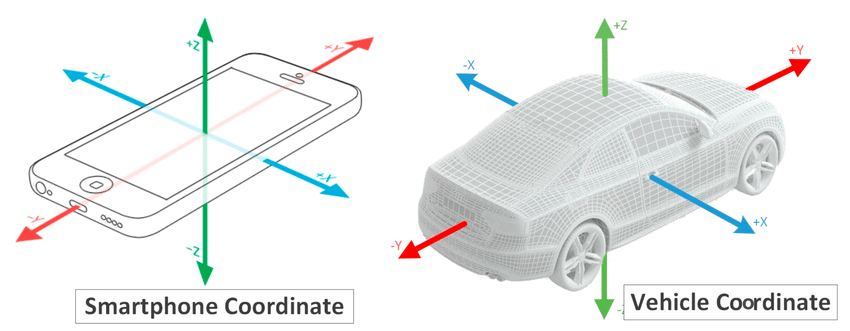 +Z
+Y
-X
+X
-Y
-Z
Smartphone Coordinate
+Z
+Y
-X
+X
-Y
Vehicle Coordinate